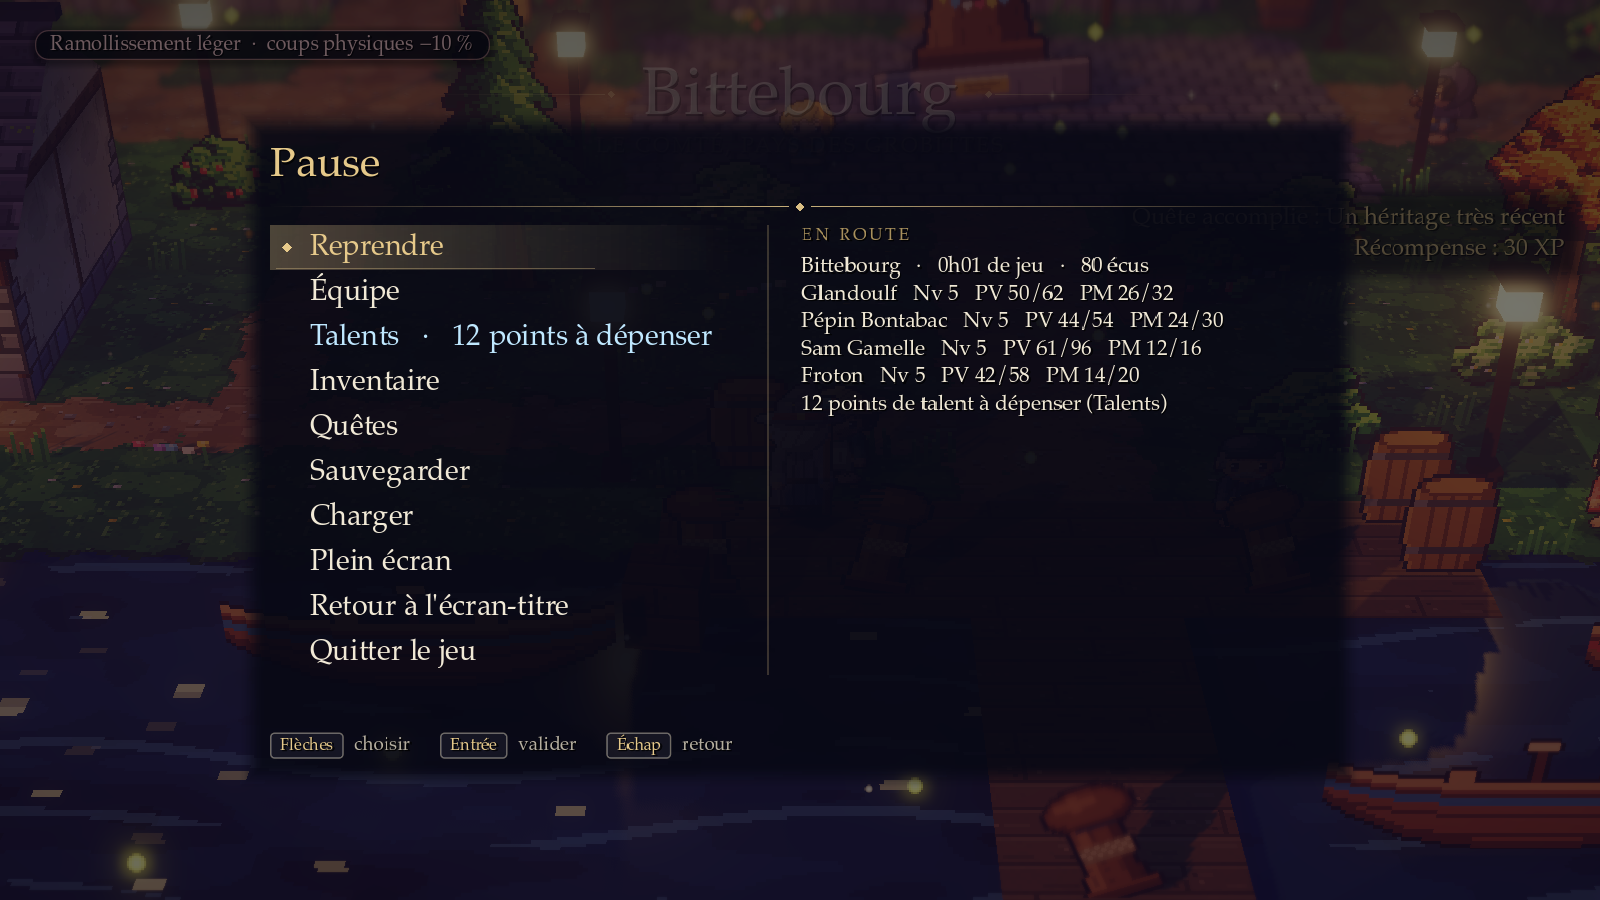 Ramollissement léger · coups physiques −10 %
Bittebourg
Pause
Quête accomplie : Un héritage très récent
Récompense : 30 XP
Reprendre
Équipe
Talents · 12 points à dépenser
Inventaire
Quêtes
Sauvegarder
Charger
Plein écran
Retour à l'écran-titre
Quitter le jeu
EN ROUTE
Bittebourg · 0h01 de jeu · 80 écus
Glandoulf Nv 5 PV 50/62 PM 26/32
Pépin Bontabac Nv 5 PV 44/54 PM 24/30
Sam Gamelle Nv 5 PV 61/96 PM 12/16
Froton Nv 5 PV 42/58 PM 14/20
12 points de talent à dépenser (Talents)
Flèches choisir Entrée valider Échap retour